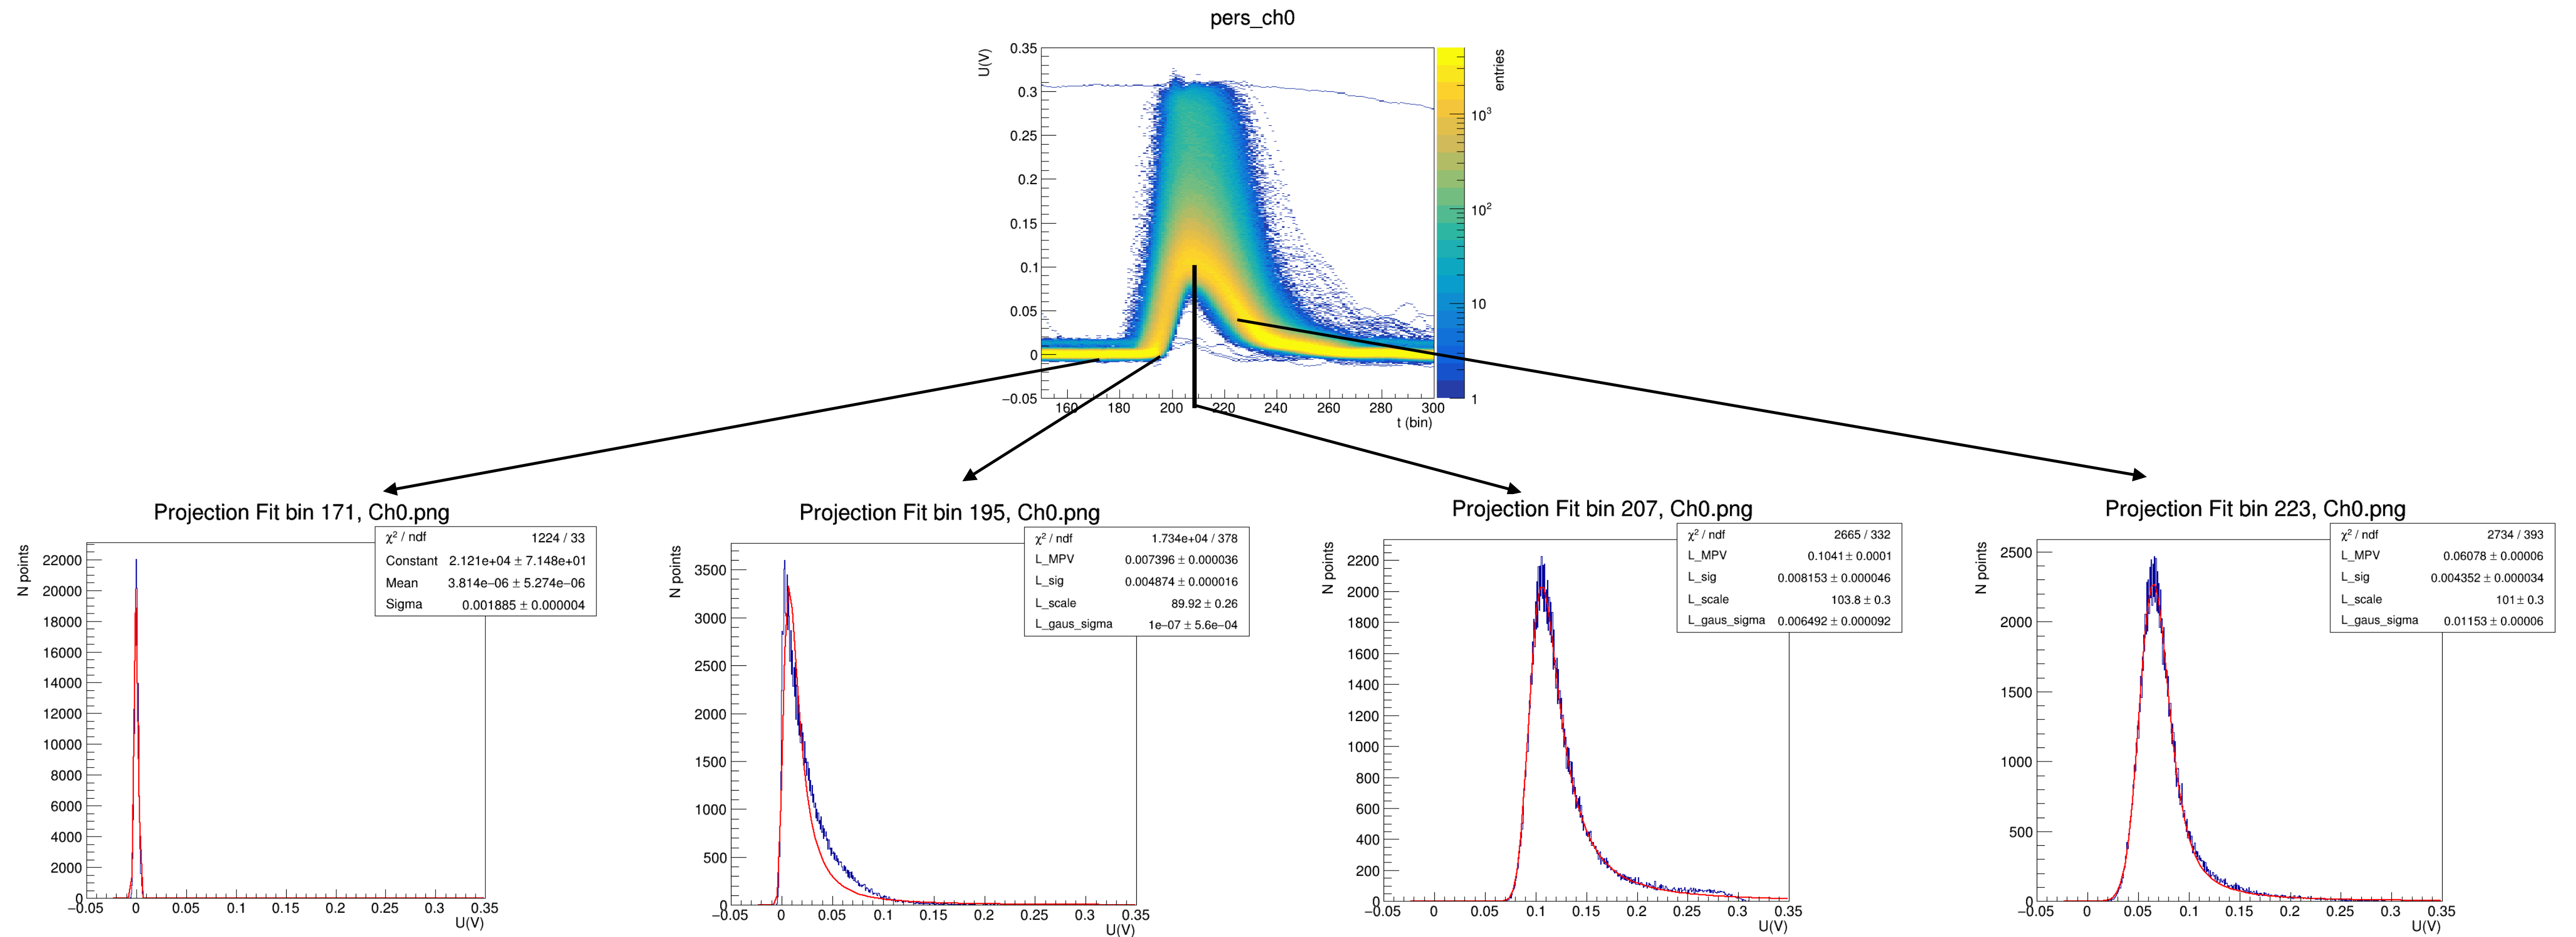 pers_ch0
U(V)
0.35
0.3
0.25
0.2
0.15
0.1
0.05
0
−0.05
160 180 200 220 240 260 280 300
t (bin)
entries
10³
10²
10
1
Projection Fit bin 171, Ch0.png
χ² / ndf 1224 / 33
Constant 2.121e+04 ± 7.148e+01
Mean 3.814e−06 ± 5.274e−06
Sigma 0.001885 ± 0.000004
N points
22000
20000
18000
16000
14000
12000
10000
8000
6000
4000
2000
0
−0.05 0 0.05 0.1 0.15 0.2 0.25 0.3 0.35
U(V)
Projection Fit bin 195, Ch0.png
χ² / ndf 1.734e+04 / 378
L_MPV 0.007396 ± 0.000036
L_sig 0.004874 ± 0.000016
L_scale 89.92 ± 0.26
L_gaus_sigma 1e−07 ± 5.6e−04
N points
3500
3000
2500
2000
1500
1000
500
0
−0.05 0 0.05 0.1 0.15 0.2 0.25 0.3 0.35
U(V)
Projection Fit bin 207, Ch0.png
χ² / ndf 2665 / 332
L_MPV 0.1041 ± 0.0001
L_sig 0.008153 ± 0.000046
L_scale 103.8 ± 0.3
L_gaus_sigma 0.006492 ± 0.000092
N points
2200
2000
1800
1600
1400
1200
1000
800
600
400
200
0
−0.05 0 0.05 0.1 0.15 0.2 0.25 0.3 0.35
U(V)
Projection Fit bin 223, Ch0.png
χ² / ndf 2734 / 393
L_MPV 0.06078 ± 0.00006
L_sig 0.004352 ± 0.000034
L_scale 101 ± 0.3
L_gaus_sigma 0.01153 ± 0.00006
N points
2500
2000
1500
1000
500
0
−0.05 0 0.05 0.1 0.15 0.2 0.25 0.3 0.35
U(V)